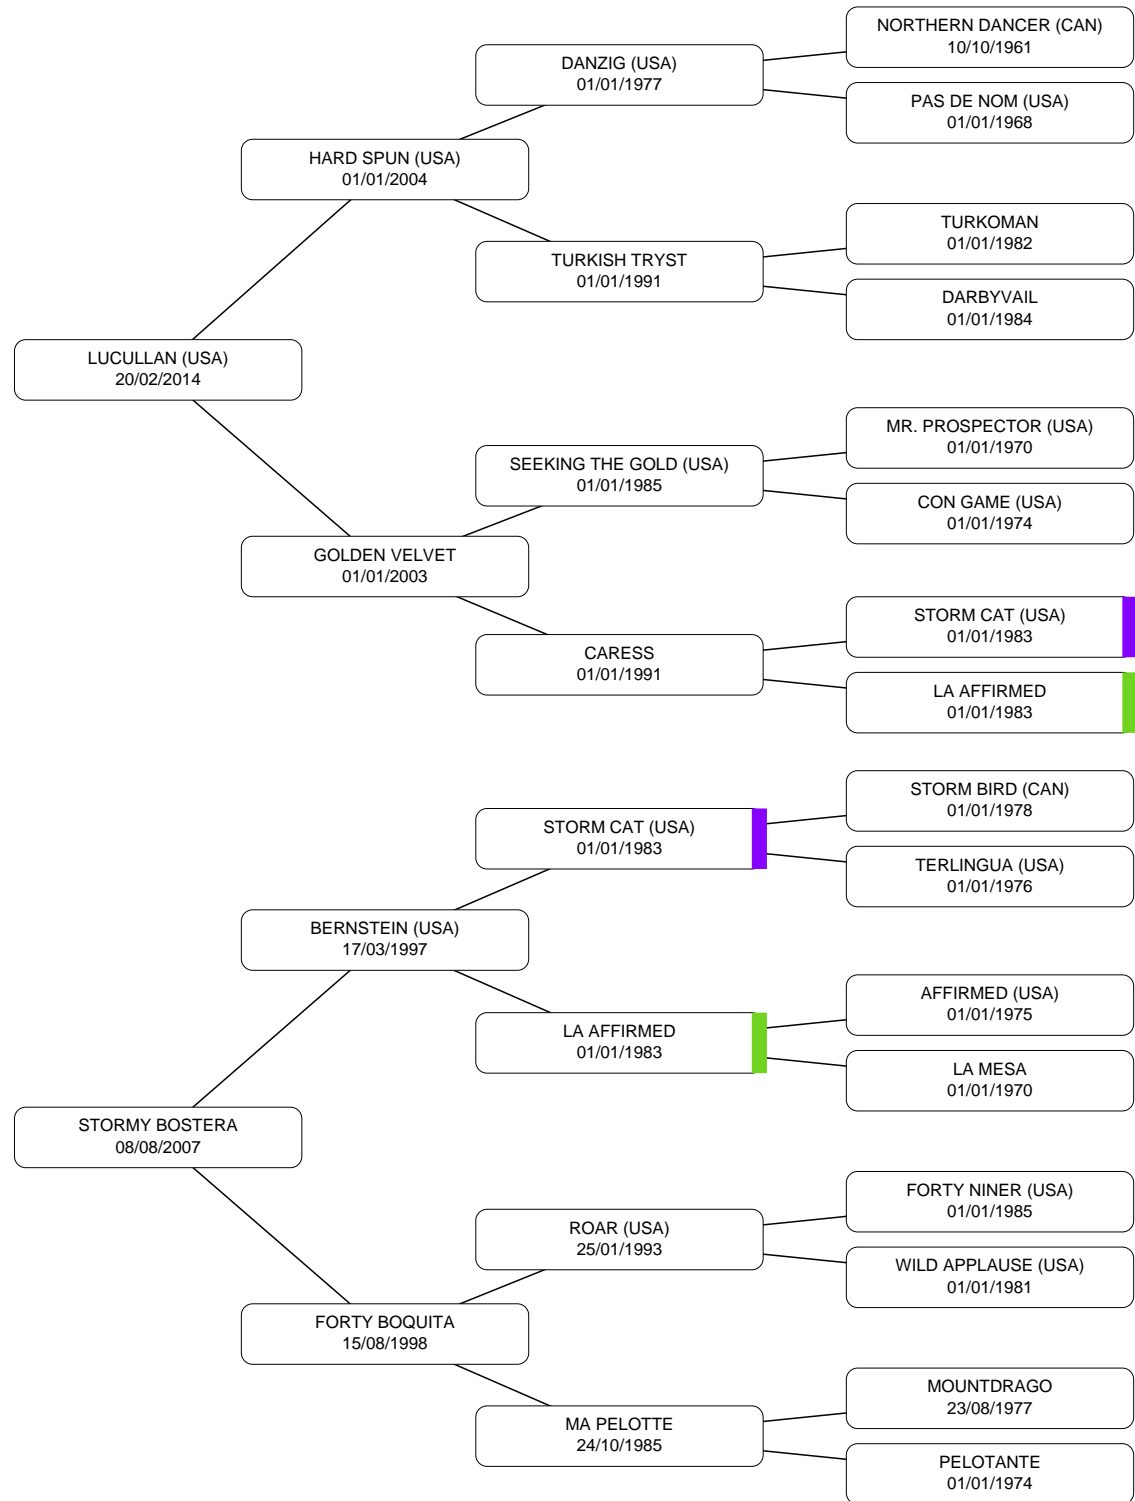 NORTHERN DANCER (CAN)
10/10/1961
DANZIG (USA)
01/01/1977
PAS DE NOM (USA)
01/01/1968
HARD SPUN (USA)
01/01/2004
TURKOMAN
01/01/1982
TURKISH TRYST
01/01/1991
DARBYVAIL
01/01/1984
LUCULLAN (USA)
20/02/2014
MR. PROSPECTOR (USA)
01/01/1970
SEEKING THE GOLD (USA)
01/01/1985
CON GAME (USA)
01/01/1974
GOLDEN VELVET
01/01/2003
STORM CAT (USA)
01/01/1983
CARESS
01/01/1991
LA AFFIRMED
01/01/1983
STORM BIRD (CAN)
01/01/1978
STORM CAT (USA)
01/01/1983
TERLINGUA (USA)
01/01/1976
BERNSTEIN (USA)
17/03/1997
AFFIRMED (USA)
01/01/1975
LA AFFIRMED
01/01/1983
LA MESA
01/01/1970
STORMY BOSTERA
08/08/2007
FORTY NINER (USA)
01/01/1985
ROAR (USA)
25/01/1993
WILD APPLAUSE (USA)
01/01/1981
FORTY BOQUITA
15/08/1998
MOUNTDRAGO
23/08/1977
MA PELOTTE
24/10/1985
PELOTANTE
01/01/1974